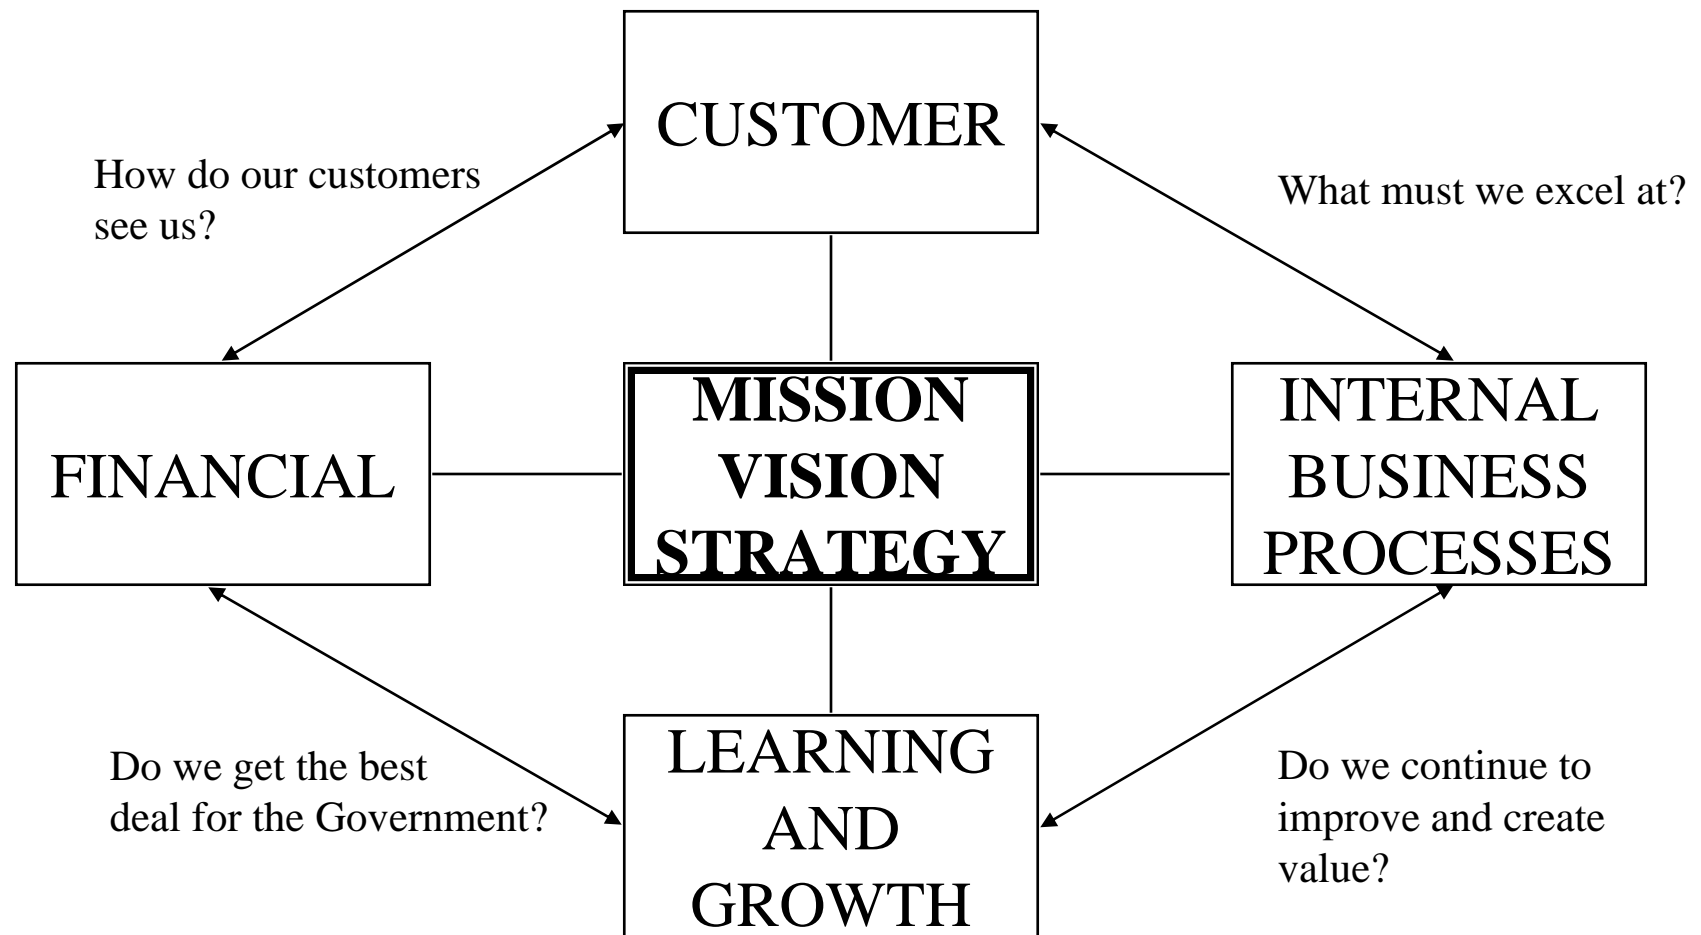 CUSTOMER
How do our customers
see us?
What must we excel at?
FINANCIAL
MISSION
VISION
STRATEGY
INTERNAL
BUSINESS
PROCESSES
Do we get the best
deal for the Government?
LEARNING
AND
GROWTH
Do we continue to
improve and create
value?